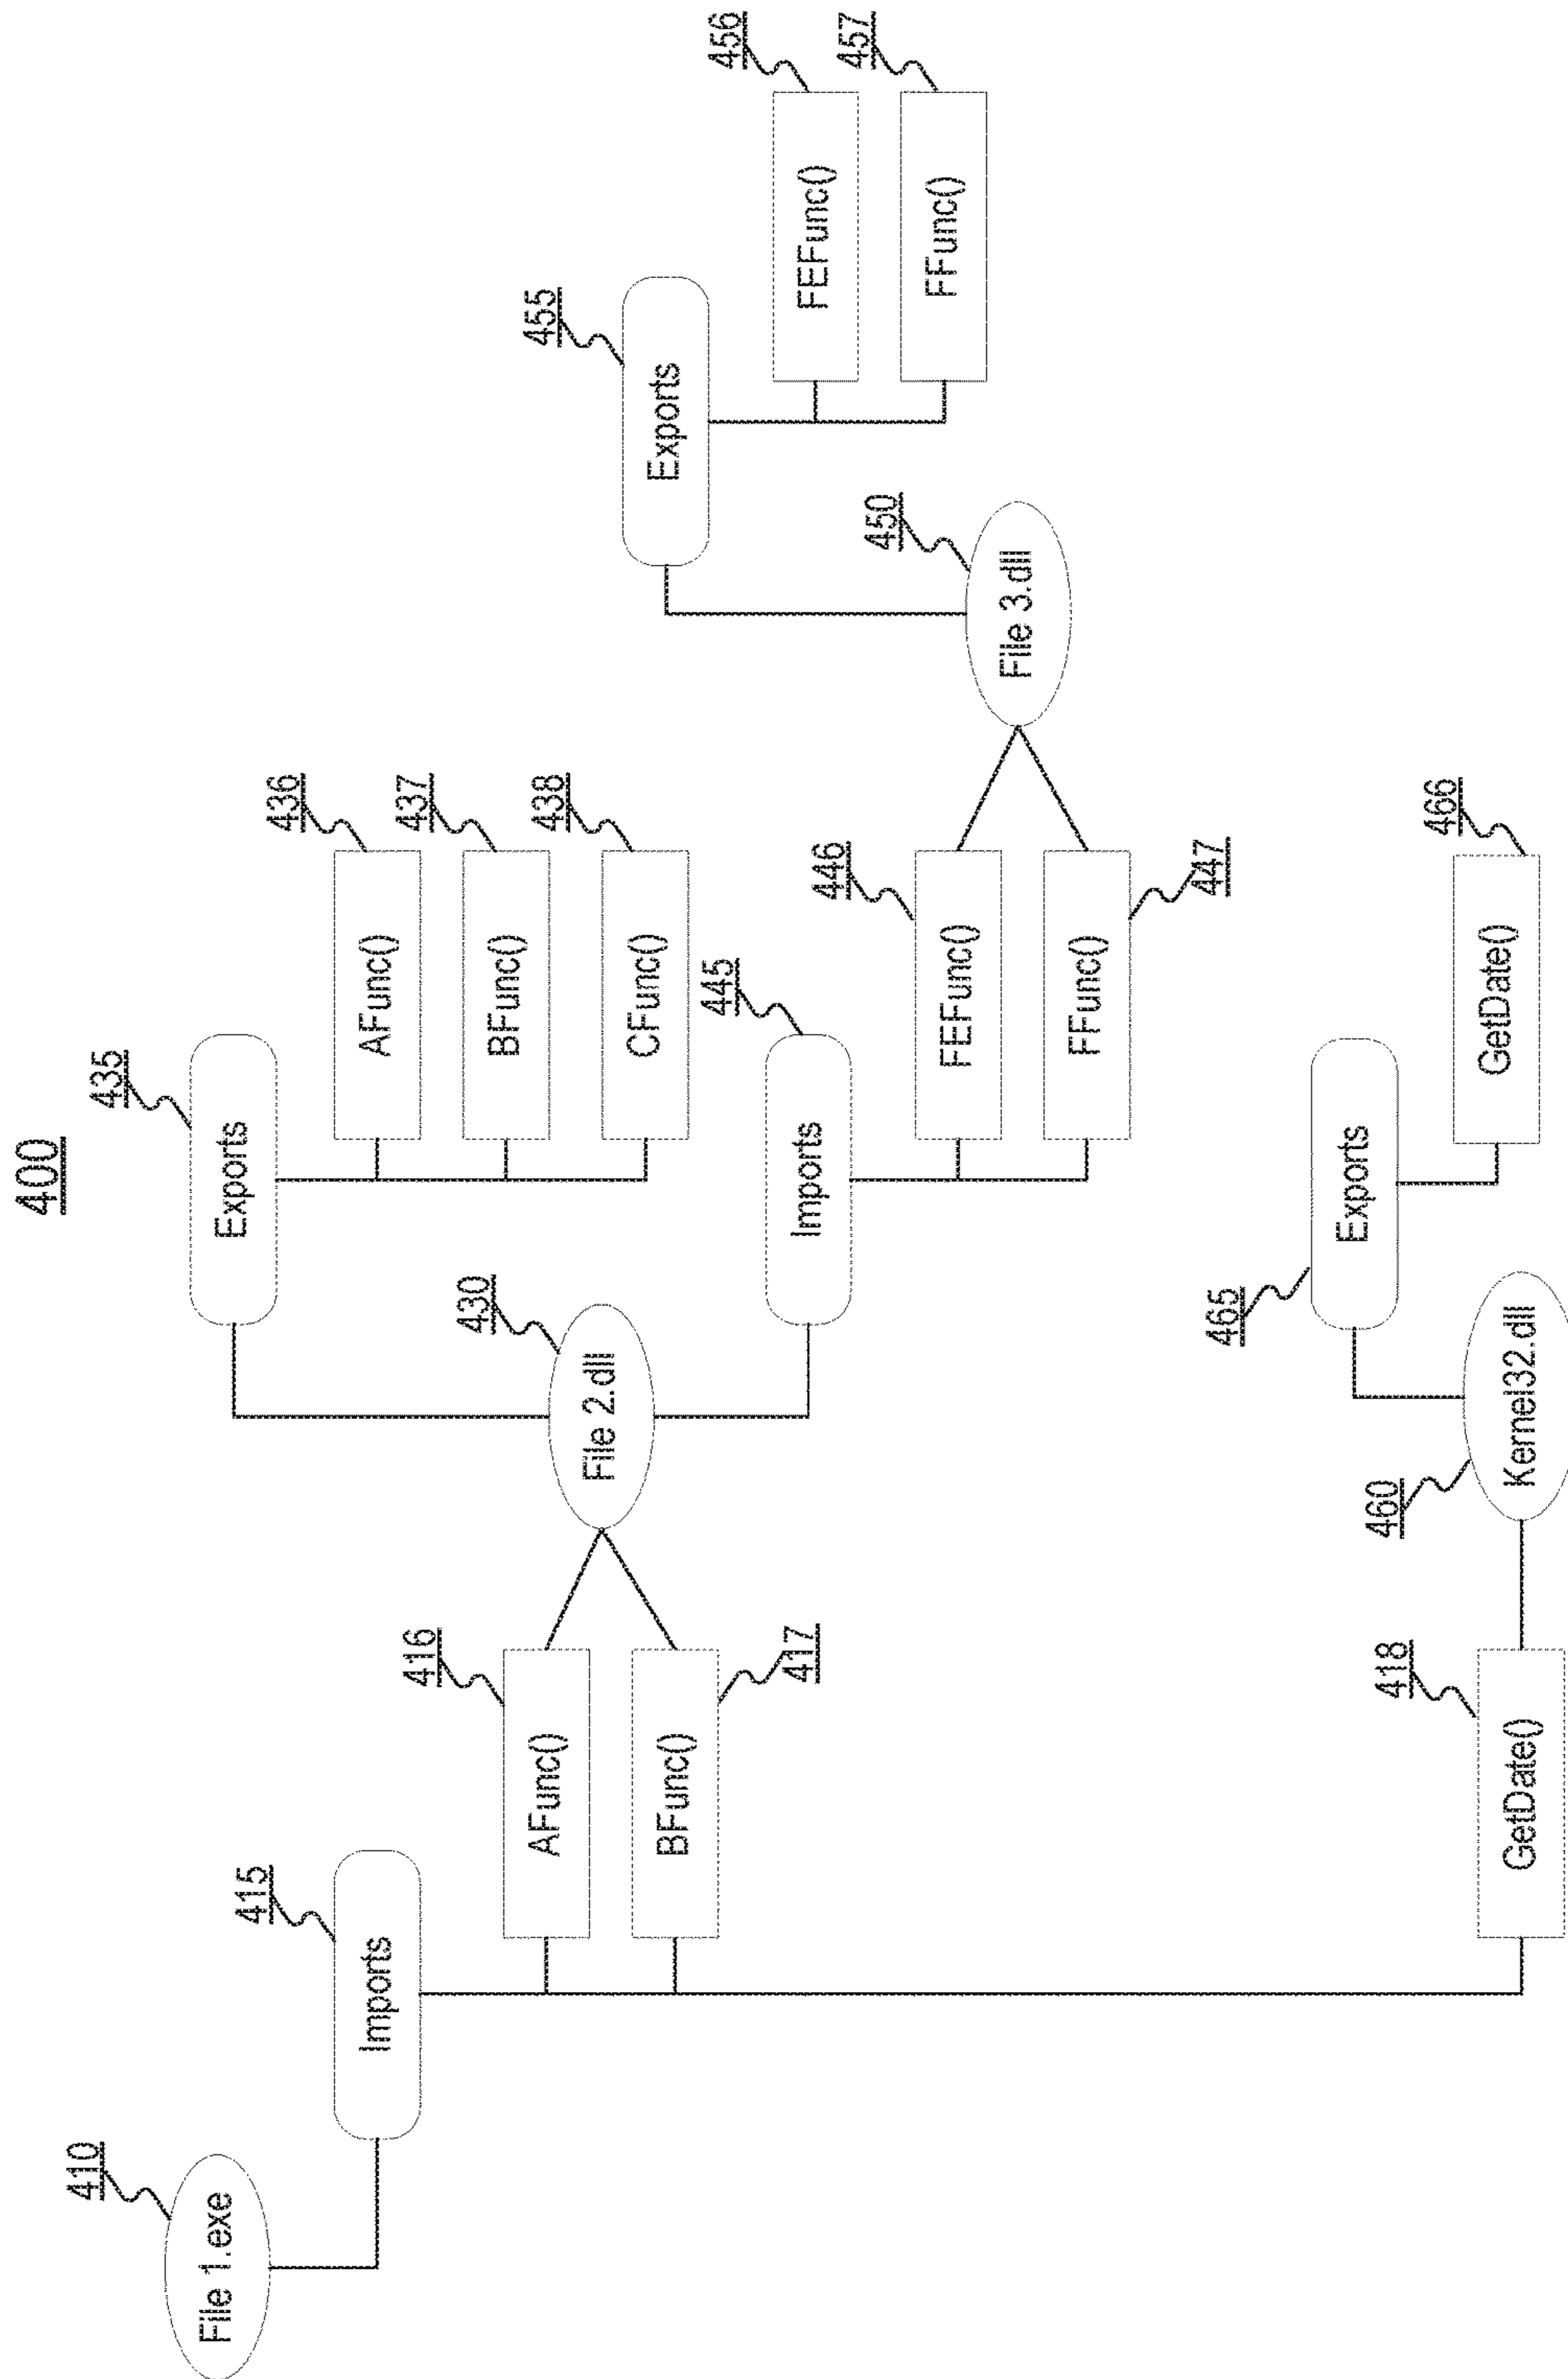 400
410
File 1.exe
415
Imports
416
AFunc()
BFunc()
417
418
GetDate()
430
File 2.dll
435
Exports
436
AFunc()
437
BFunc()
438
CFunc()
445
Imports
446
FEFunc()
FFunc()
447
450
File 3.dll
455
Exports
456
FEFunc()
457
FFunc()
460
Kernel32.dll
465
Exports
466
GetDate()